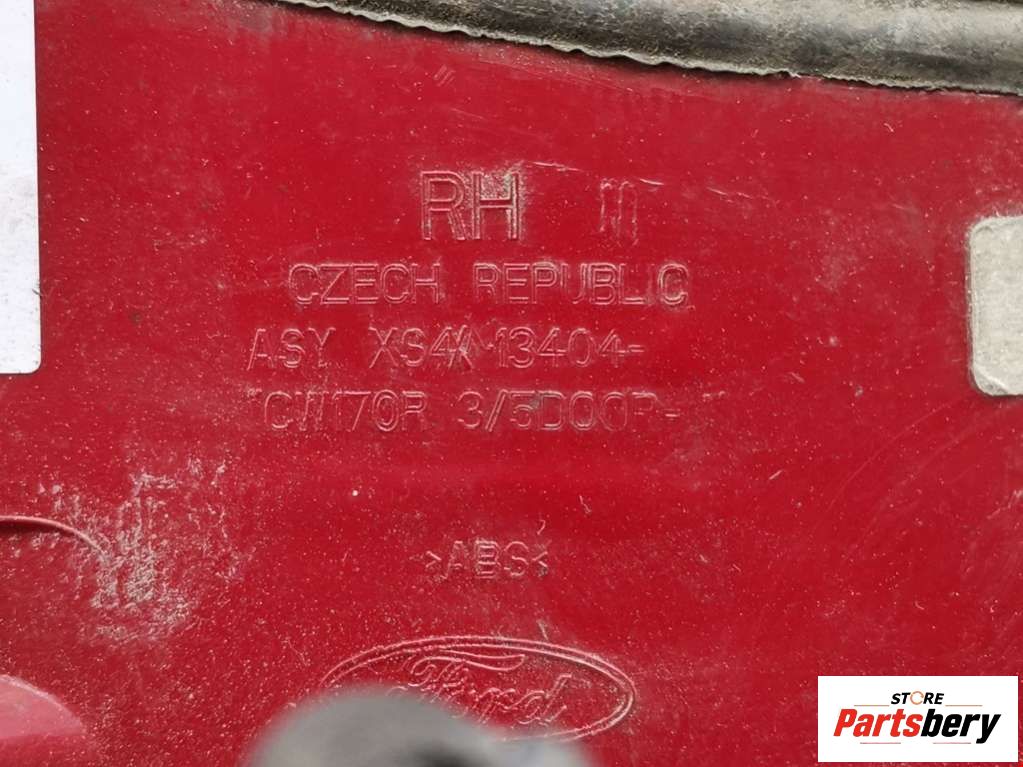 RH
CZECH REPUBLIC
ASY XS4X-13404-
CW170R 3/5DOOR-
>ABS<
Ford
STORE
Partsbery